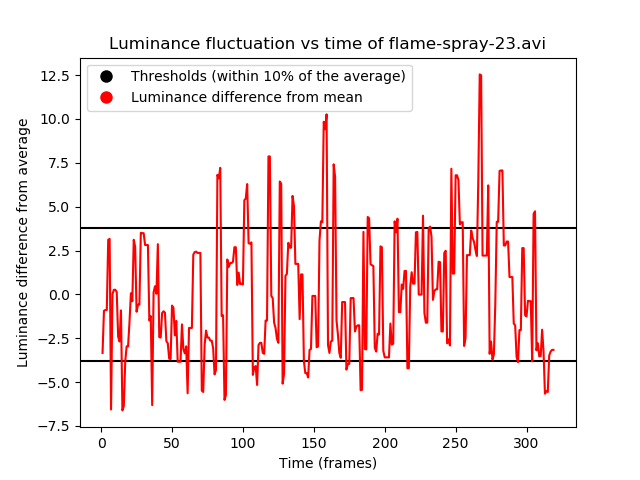 Luminance fluctuation vs time of flame-spray-23.avi
Thresholds (within 10% of the average)
Luminance difference from mean
Luminance difference from average
12.5
10.0
7.5
5.0
2.5
0.0
−2.5
−5.0
−7.5
0 50 100 150 200 250 300
Time (frames)